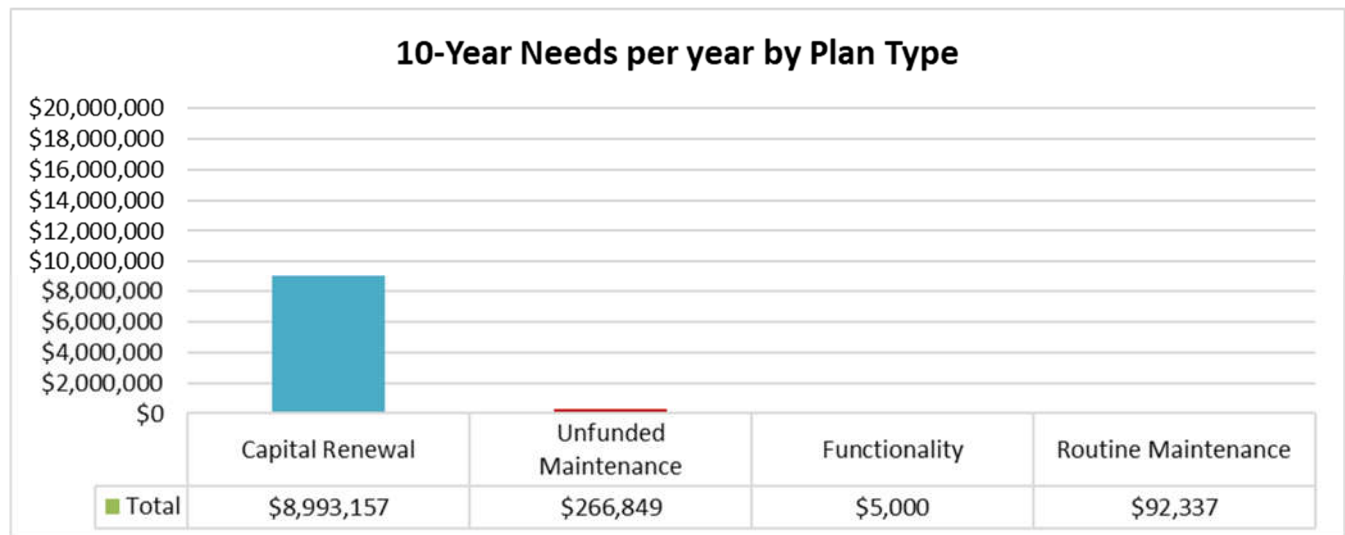 10-Year Needs per year by Plan Type
$20,000,000
$18,000,000
$16,000,000
$14,000,000
$12,000,000
$10,000,000
$8,000,000
$6,000,000
$4,000,000
$2,000,000
$0
Capital Renewal
Unfunded
Maintenance
Functionality
Routine Maintenance
Total
$8,993,157
$266,849
$5,000
$92,337